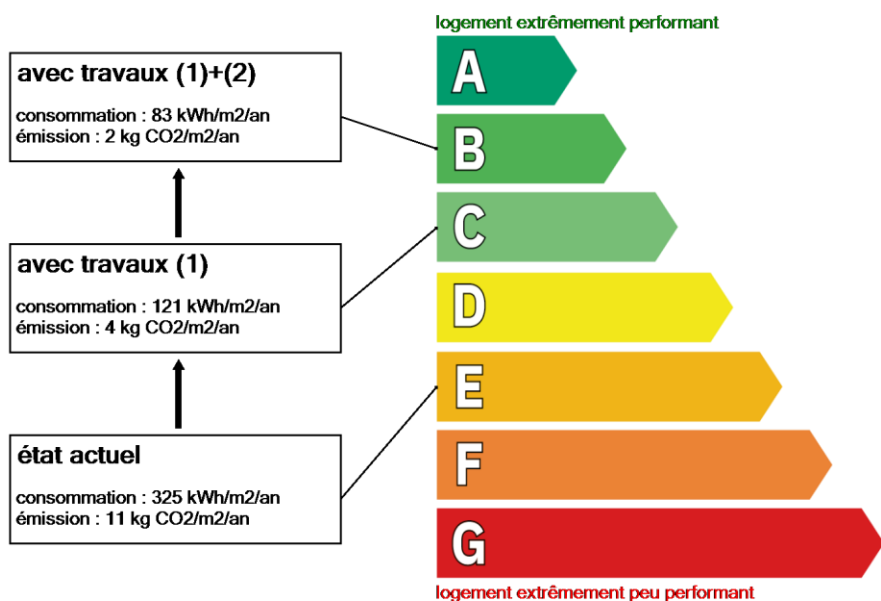 logement extrêmement performant
avec travaux (1)+(2)
consommation : 83 kWh/m2/an
émission : 2 kg CO2/m2/an
avec travaux (1)
consommation : 121 kWh/m2/an
émission : 4 kg CO2/m2/an
état actuel
consommation : 325 kWh/m2/an
émission : 11 kg CO2/m2/an
A
B
C
D
E
F
G
logement extrêmement peu performant